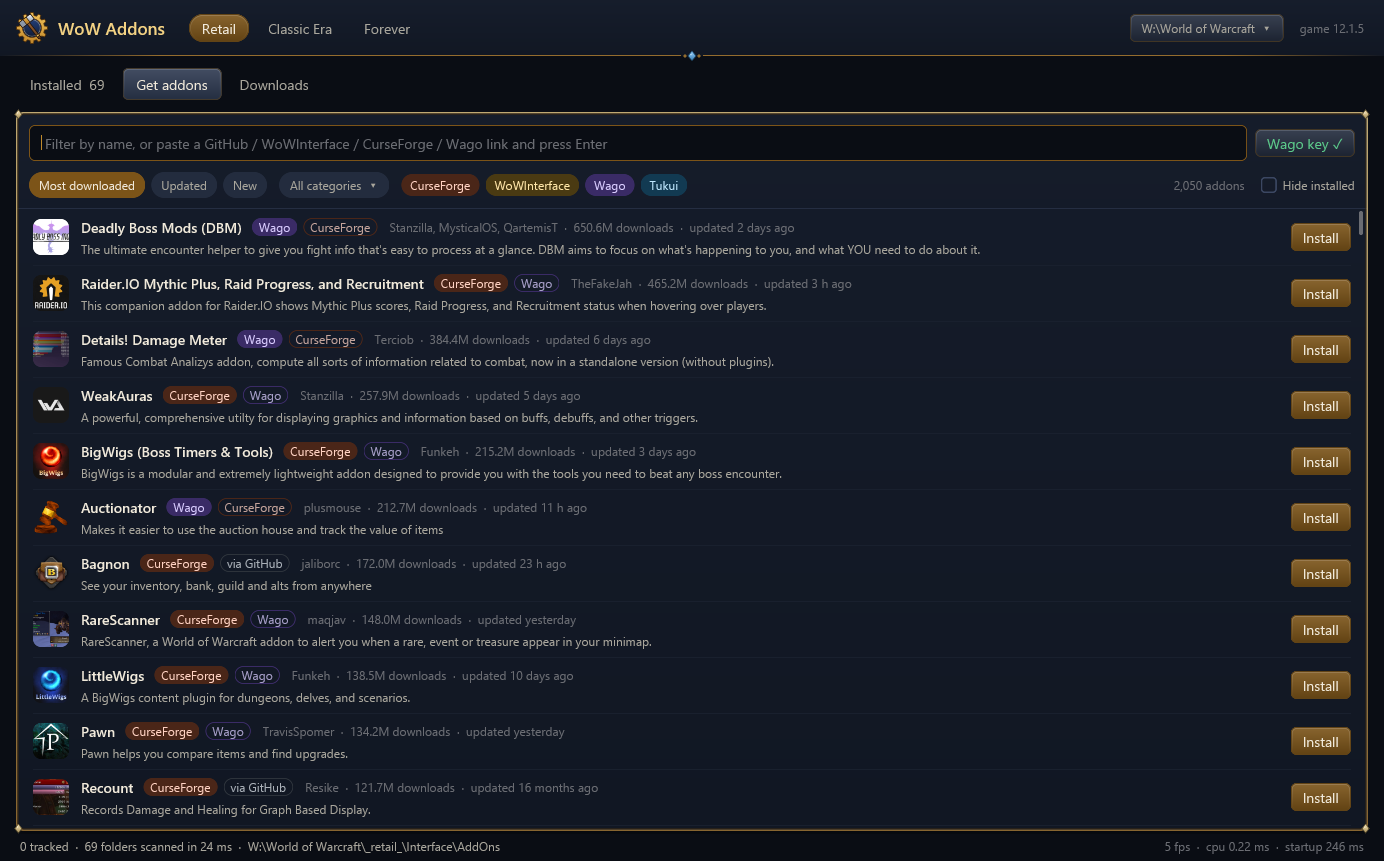 WoW Addons Retail Classic Era Forever W:\World of Warcraft ▾ game 12.1.5
Installed 69 Get addons Downloads
Filter by name, or paste a GitHub / WoWInterface / CurseForge / Wago link and press Enter Wago key ✓
Most downloaded Updated New All categories ▾ CurseForge WoWInterface Wago Tukui 2,050 addons Hide installed
Deadly Boss Mods (DBM) Wago CurseForge Stanzilla, MysticalOS, QartemisT · 650.6M downloads · updated 2 days ago
The ultimate encounter helper to give you fight info that's easy to process at a glance. DBM aims to focus on what's happening to you, and what YOU need to do about it.
Install
RAIDER.IO
Raider.IO Mythic Plus, Raid Progress, and Recruitment CurseForge Wago TheFakeJah · 465.2M downloads · updated 3 h ago
This companion addon for Raider.IO shows Mythic Plus scores, Raid Progress, and Recruitment status when hovering over players.
Install
Details! Damage Meter Wago CurseForge Terciob · 384.4M downloads · updated 6 days ago
Famous Combat Analizys addon, compute all sorts of information related to combat, now in a standalone version (without plugins).
Install
WeakAuras CurseForge Wago Stanzilla · 257.9M downloads · updated 5 days ago
A powerful, comprehensive utilty for displaying graphics and information based on buffs, debuffs, and other triggers.
Install
BigWigs
BigWigs (Boss Timers & Tools) CurseForge Wago Funkeh · 215.2M downloads · updated 3 days ago
BigWigs is a modular and extremely lightweight addon designed to provide you with the tools you need to beat any boss encounter.
Install
Auctionator Wago CurseForge plusmouse · 212.7M downloads · updated 11 h ago
Makes it easier to use the auction house and track the value of items
Install
B
Bagnon CurseForge via GitHub jaliborc · 172.0M downloads · updated 23 h ago
See your inventory, bank, guild and alts from anywhere
Install
RareScanner CurseForge Wago maqjav · 148.0M downloads · updated yesterday
RareScanner, a World of Warcraft addon to alert you when a rare, event or treasure appear in your minimap.
Install
LittleWigs
LittleWigs CurseForge Wago Funkeh · 138.5M downloads · updated 10 days ago
A BigWigs content plugin for dungeons, delves, and scenarios.
Install
P
Pawn CurseForge Wago TravisSpomer · 134.2M downloads · updated yesterday
Pawn helps you compare items and find upgrades.
Install
Recount CurseForge via GitHub Resike · 121.7M downloads · updated 16 months ago
Records Damage and Healing for Graph Based Display.
Install
0 tracked · 69 folders scanned in 24 ms · W:\World of Warcraft\_retail_\Interface\AddOns 5 fps · cpu 0.22 ms · startup 246 ms